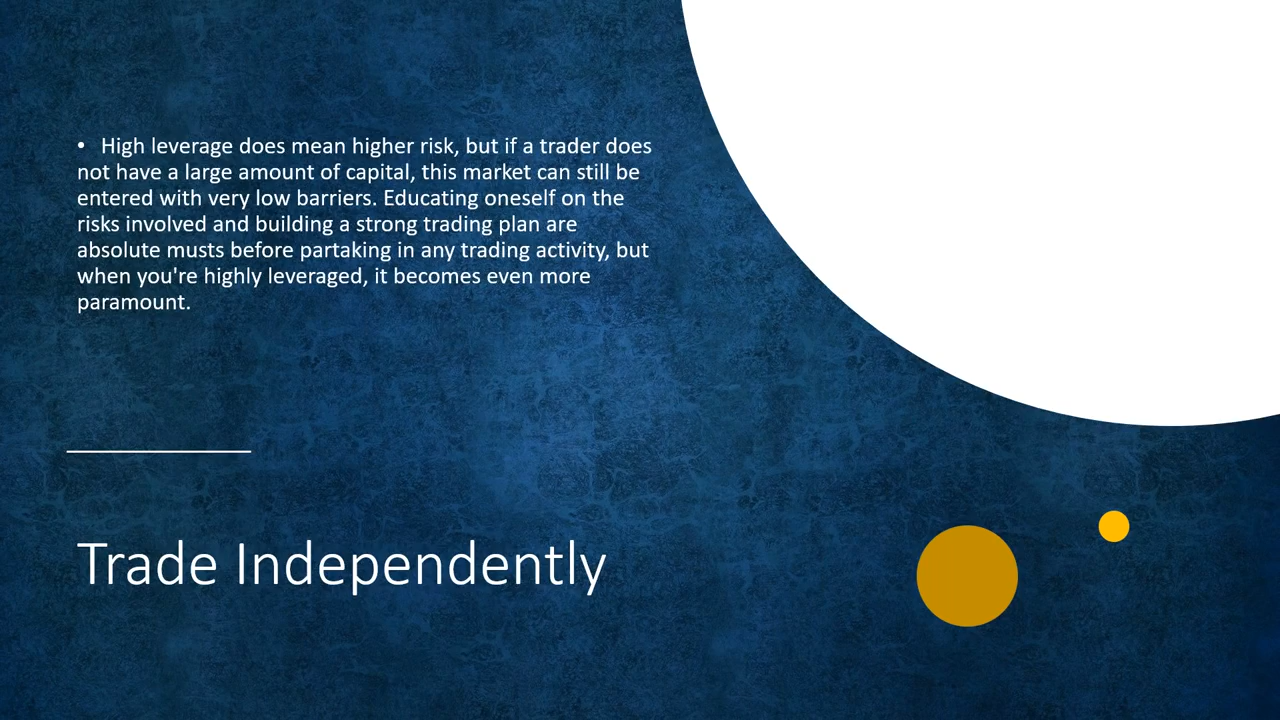 • High leverage does mean higher risk, but if a trader does
not have a large amount of capital, this market can still be
entered with very low barriers. Educating oneself on the
risks involved and building a strong trading plan are
absolute musts before partaking in any trading activity, but
when you're highly leveraged, it becomes even more
paramount.
Trade Independently